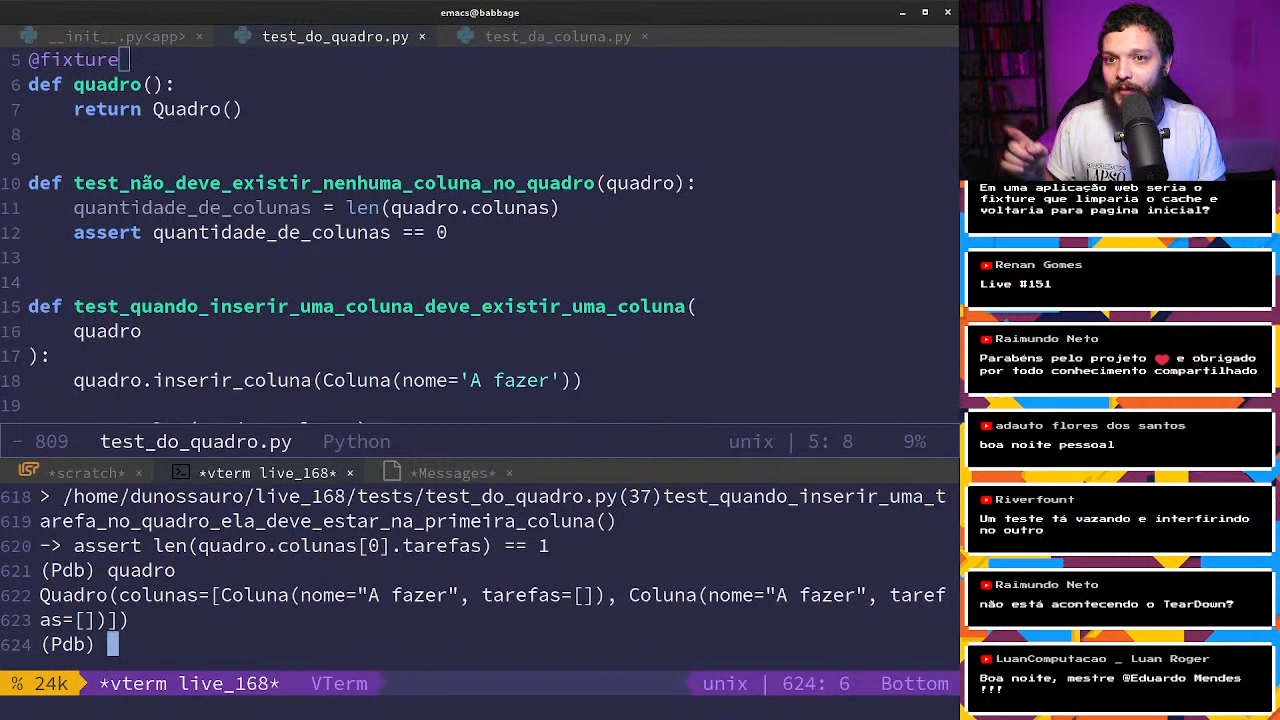 emacs@babbage
__init__.py<app> × test_do_quadro.py × test_da_coluna.py ×
5 @fixture
6 def quadro():
7 return Quadro()
8
9
10 def test_não_deve_existir_nenhuma_coluna_no_quadro(quadro):
11 quantidade_de_colunas = len(quadro.colunas)
12 assert quantidade_de_colunas == 0
13
14
15 def test_quando_inserir_uma_coluna_deve_existir_uma_coluna(
16 quadro
17 ):
18 quadro.inserir_coluna(Coluna(nome='A fazer'))
19
- 809 test_do_quadro.py Python unix | 5: 8 9%
*scratch* × *vterm live_168* × *Messages* ×
618 > /home/dunossauro/live_168/tests/test_do_quadro.py(37)test_quando_inserir_uma_t
619 arefa_no_quadro_ela_deve_estar_na_primeira_coluna()
620 -> assert len(quadro.colunas[0].tarefas) == 1
621 (Pdb) quadro
622 Quadro(colunas=[Coluna(nome="A fazer", tarefas=[]), Coluna(nome="A fazer", taref
623 as=[])])
624 (Pdb)
% 24k *vterm live_168* VTerm unix | 624: 6 Bottom
LAPSO
Em uma aplicação web seria o
fixture que limparia o cache e
voltaria para pagina inicial?
Renan Gomes
Live #151
Raimundo Neto
Parabéns pelo projeto ❤ e obrigado
por todo conhecimento compartilhado
adauto flores dos santos
boa noite pessoal
Riverfount
Um teste tá vazando e interfirindo
no outro
Raimundo Neto
não está acontecendo o TearDown?
LuanComputacao _ Luan Roger
Boa noite, mestre @Eduardo Mendes
!!!